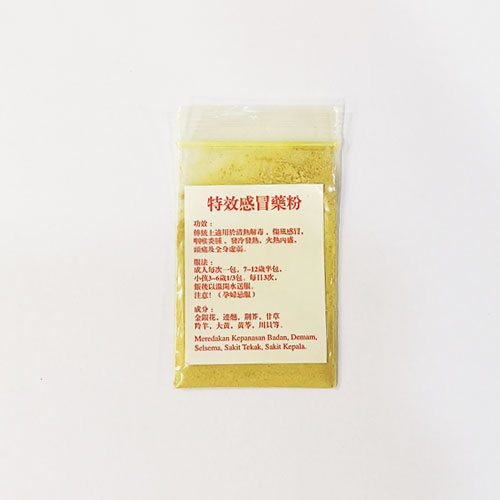 特效感冒藥粉
功效：
傳統上適用於清熱解毒，傷風感冒，
咽喉炎腫，發冷發熱，火熱內盛，
頭痛及全身虛弱。
服法：
成人每次一包，7-12歲半包，
小孩3-6歲1/3包。每日3次，
飯後以溫開水送服。
注意！（孕婦忌服）
成分：
金銀花，連翹，荆芥，甘草
羚羊，大黃，黃芩，川貝等。
Meredakan Kepanasan Badan, Demam,
Selsema, Sakit Tekak, Sakit Kepala.